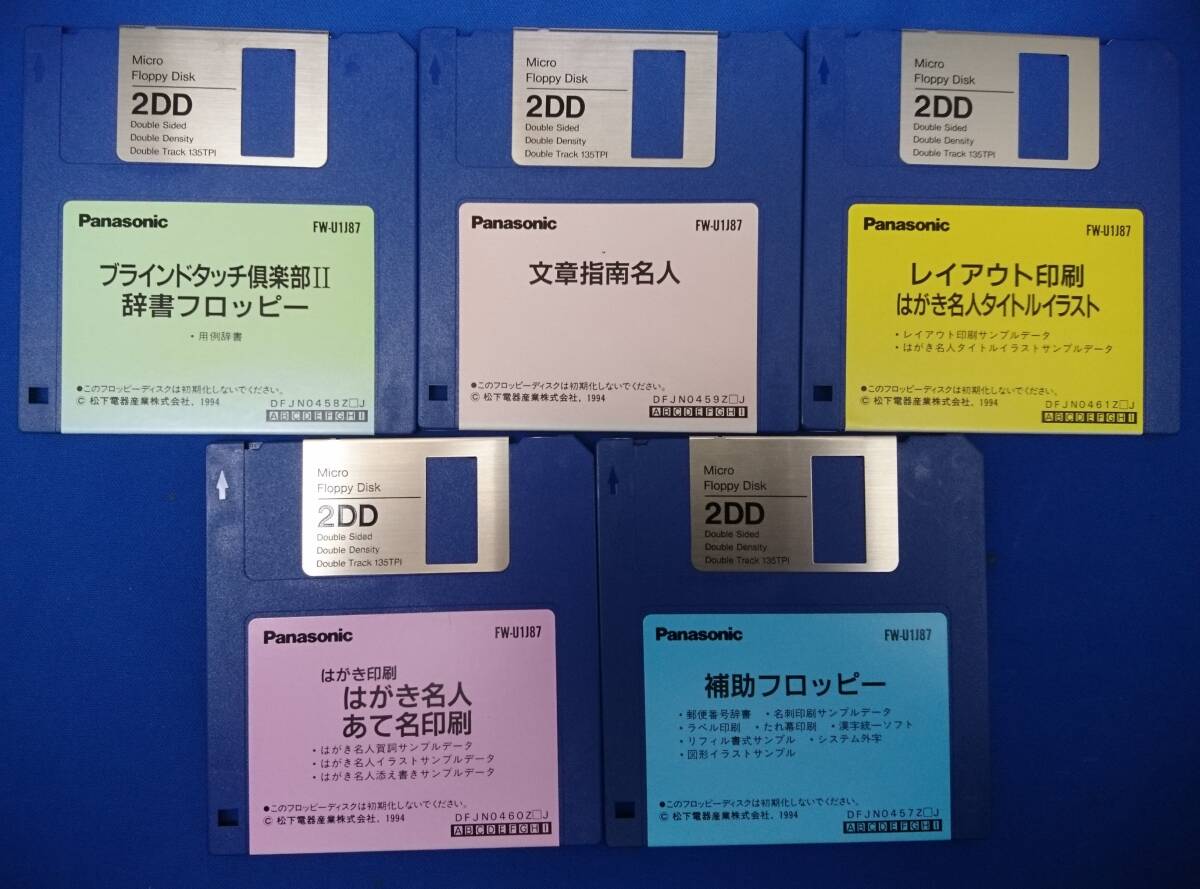 Micro
Floppy Disk
2DD
Double Sided
Double Density
Double Track 135TPI
Panasonic
FW-U1J87
ブラインドタッチ倶楽部II
辞書フロッピー
・用例辞書
●このフロッピーディスクは初期化しないでください。
© 松下電器産業株式会社, 1994
DFJN0458Z□J
ABCDEFGHI
Micro
Floppy Disk
2DD
Double Sided
Double Density
Double Track 135TPI
Panasonic
FW-U1J87
文章指南名人
●このフロッピーディスクは初期化しないでください。
© 松下電器産業株式会社, 1994
DFJN0459Z□J
ABCDEFGHI
Micro
Floppy Disk
2DD
Double Sided
Double Density
Double Track 135TPI
Panasonic
FW-U1J87
レイアウト印刷
はがき名人タイトルイラスト
・レイアウト印刷サンプルデータ
・はがき名人タイトルイラストサンプルデータ
●このフロッピーディスクは初期化しないでください。
© 松下電器産業株式会社, 1994
DFJN0461Z□J
ABCDEFGHI
Micro
Floppy Disk
2DD
Double Sided
Double Density
Double Track 135TPI
Panasonic
FW-U1J87
はがき印刷
はがき名人
あて名印刷
・はがき名人賀詞サンプルデータ
・はがき名人イラストサンプルデータ
・はがき名人添え書きサンプルデータ
●このフロッピーディスクは初期化しないでください。
© 松下電器産業株式会社, 1994
DFJN0460Z□J
ABCDEFGHI
Micro
Floppy Disk
2DD
Double Sided
Double Density
Double Track 135TPI
Panasonic
FW-U1J87
補助フロッピー
・郵便番号辞書 ・名刺印刷サンプルデータ
・ラベル印刷 ・たれ幕印刷 ・漢字統一ソフト
・リフィル書式サンプル ・システム外字
・図形イラストサンプル
●このフロッピーディスクは初期化しないでください。
© 松下電器産業株式会社, 1994
DFJN0457Z□J
ABCDEFGHI